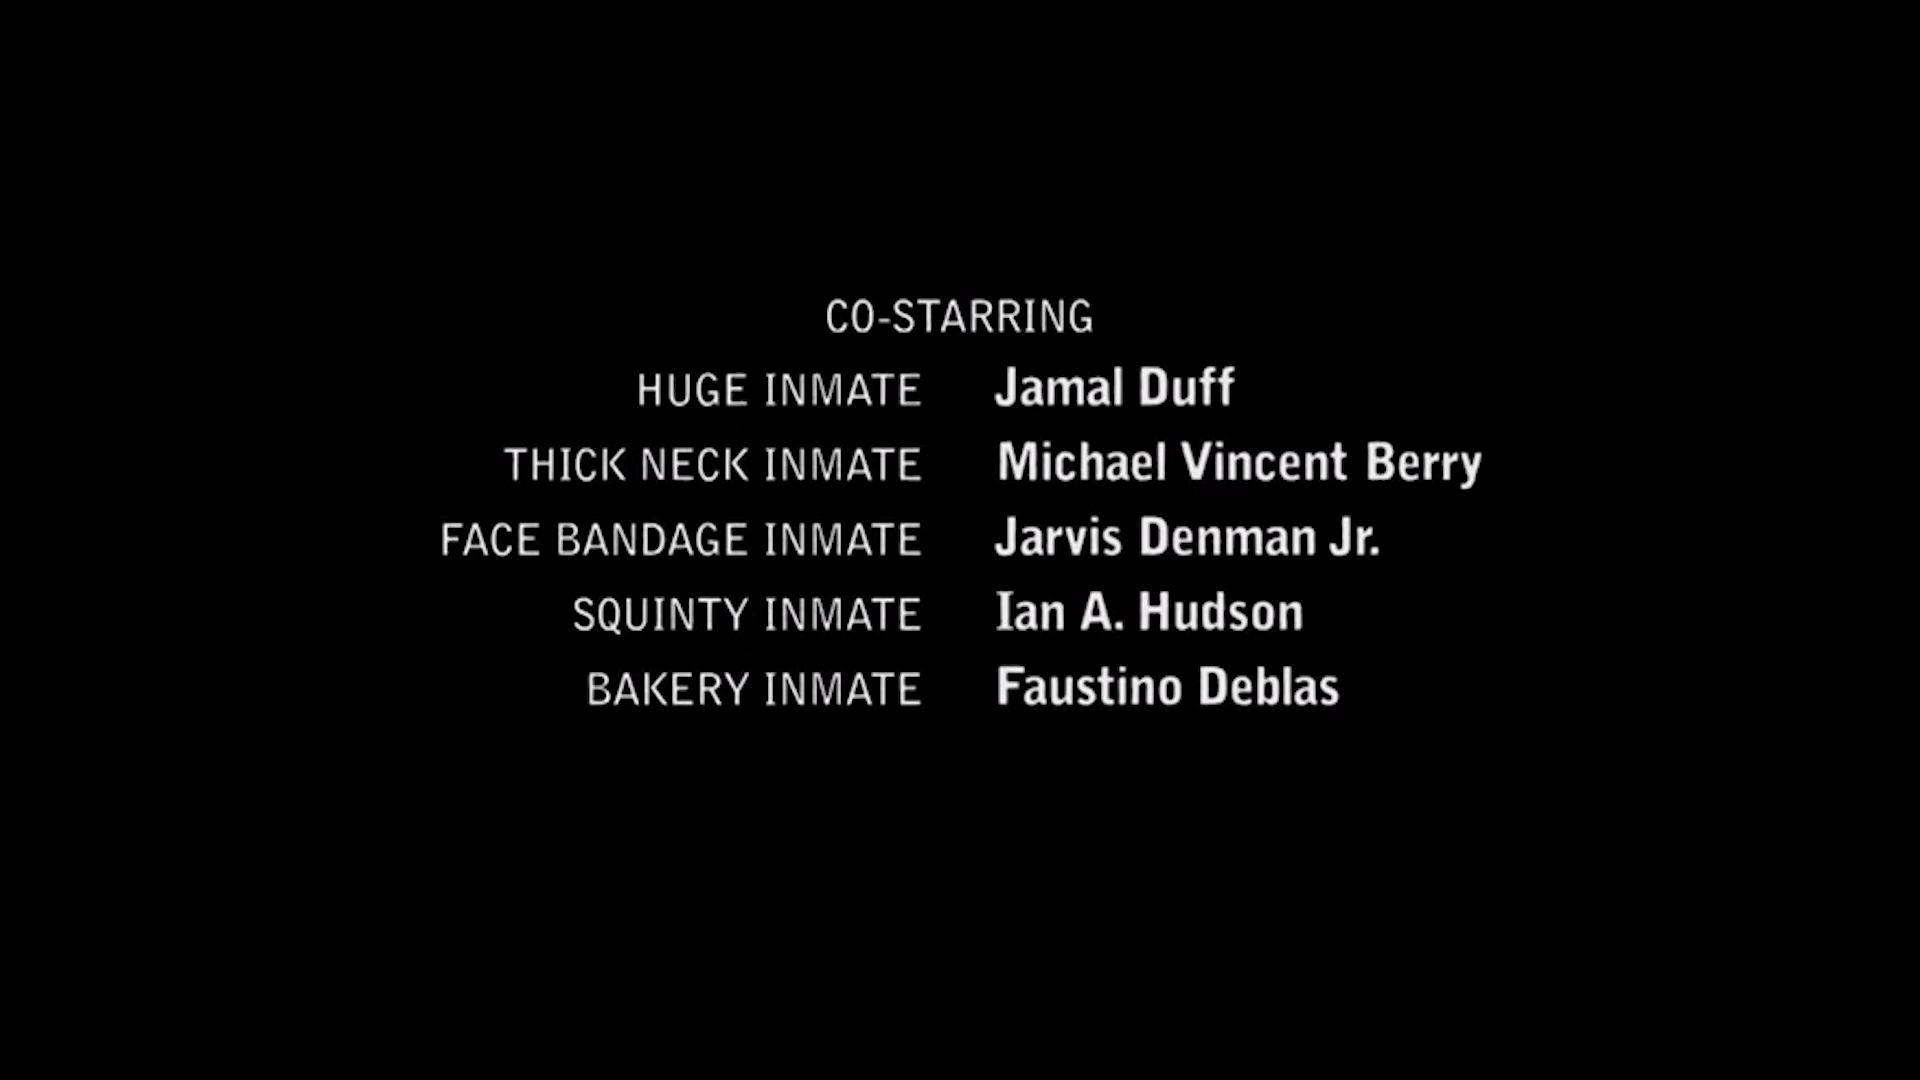 CO-STARRING
HUGE INMATE Jamal Duff
THICK NECK INMATE Michael Vincent Berry
FACE BANDAGE INMATE Jarvis Denman Jr.
SQUINTY INMATE Ian A. Hudson
BAKERY INMATE Faustino Deblas